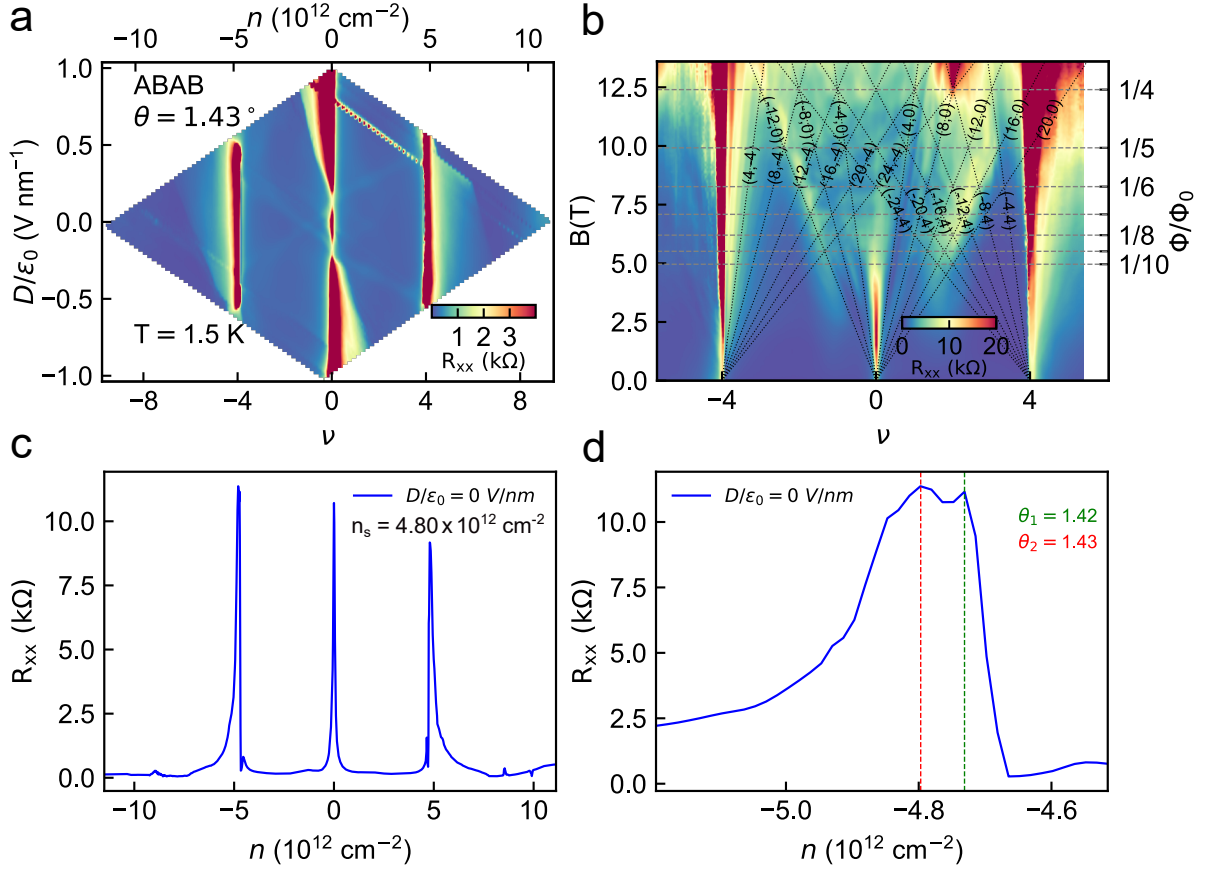 a
n (10^12 cm−2)
−10 −5 0 5 10
ABAB
θ = 1.43°
1.0
0.5
0.0
−0.5
−1.0
D/ε0 (V nm−1)
T = 1.5 K
1 2 3
Rxx (kΩ)
−8 −4 0 4 8
ν
b
12.5
10.0
7.5
5.0
2.5
0.0
B(T)
(4,-4)
(-12,0)
(8,-4)
(-8,0)
(12,-4)
(-4,0)
(16,-4)
(20,-4)
(4,0)
(24,-4)
(8,0)
(12,0)
(16,0)
(20,0)
(-24,4)
(-20,4)
(-16,4)
(-12,4)
(-8,4)
(-4,4)
0 10 20
Rxx (kΩ)
1/4
1/5
1/6
1/8
1/10
Φ/Φ0
−4 0 4
ν
c
D/ε0 = 0 V/nm
ns = 4.80 x 10^12 cm-2
10.0
7.5
5.0
2.5
0.0
Rxx (kΩ)
−10 −5 0 5 10
n (10^12 cm−2)
d
D/ε0 = 0 V/nm
θ1 = 1.42
θ2 = 1.43
10.0
7.5
5.0
2.5
0.0
Rxx (kΩ)
−5.0 −4.8 −4.6
n (10^12 cm−2)